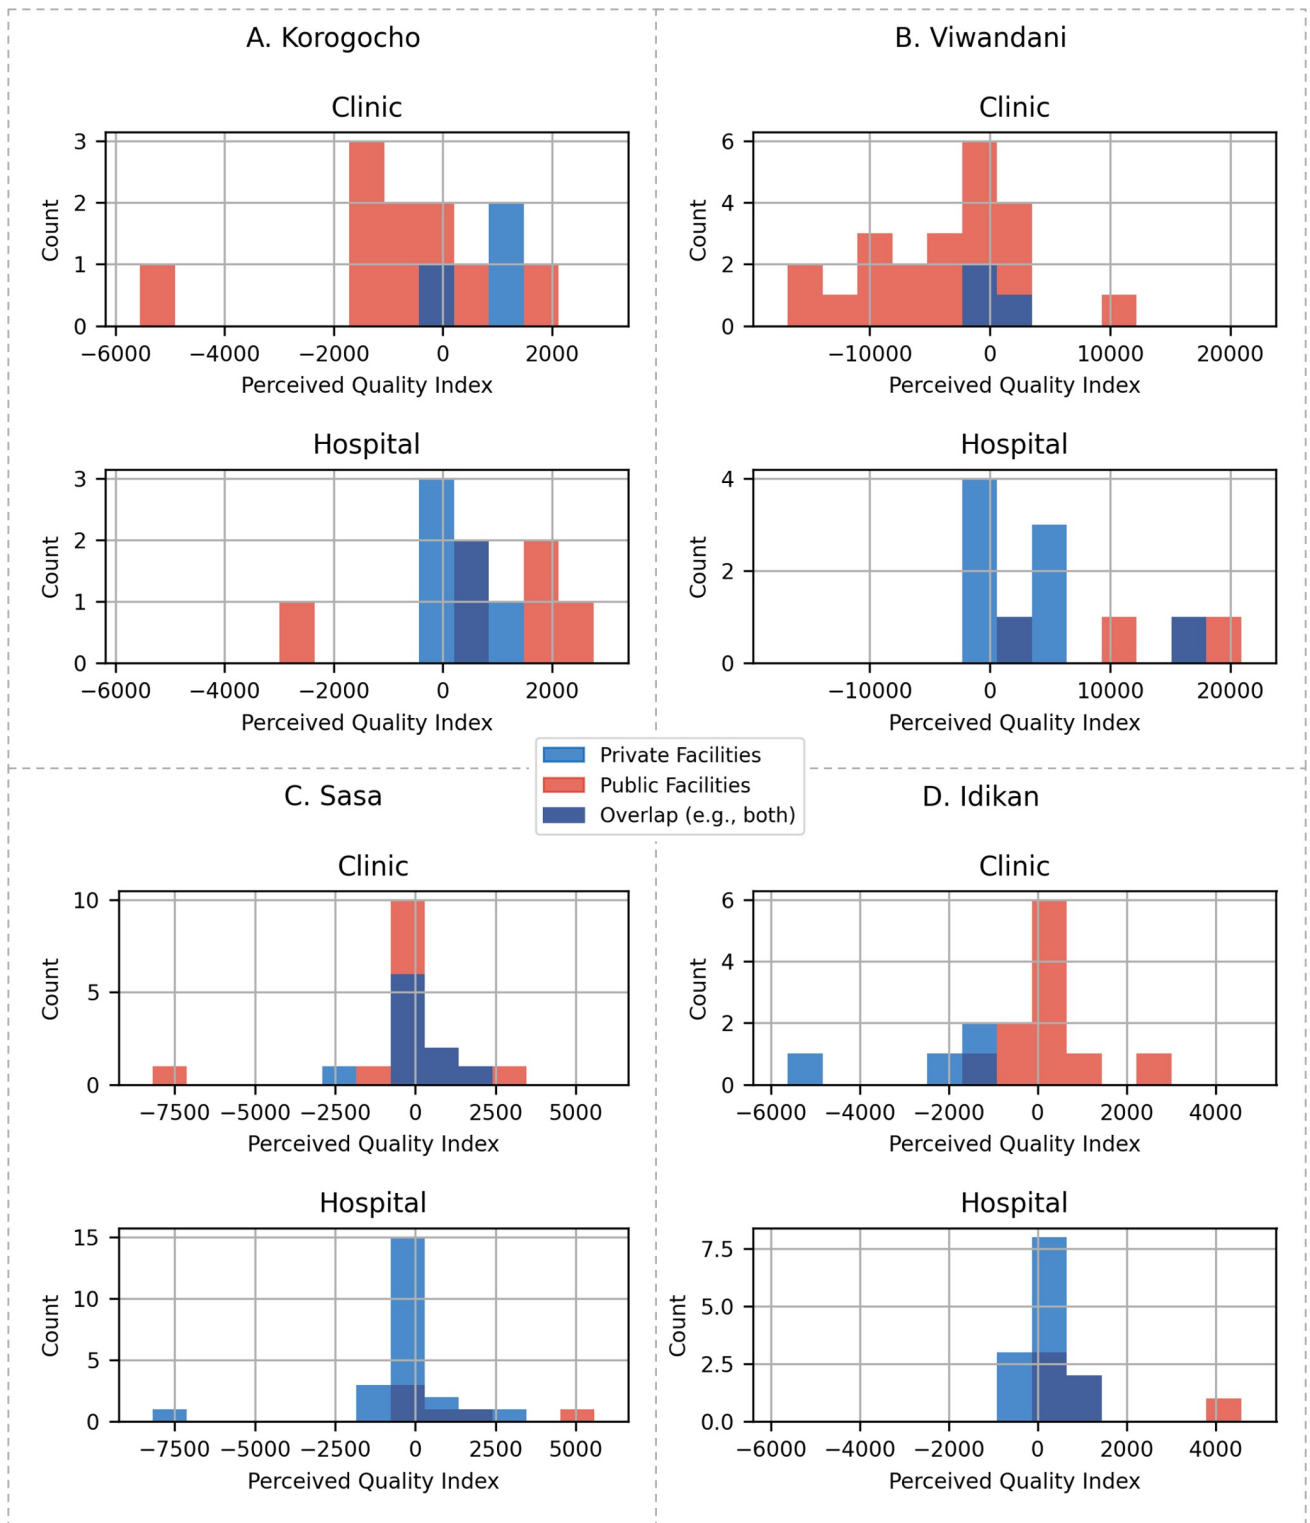 A. Korogocho
Clinic
3
2
1
0
Count
−6000 −4000 −2000 0 2000
Perceived Quality Index
Hospital
3
2
1
0
Count
−6000 −4000 −2000 0 2000
Perceived Quality Index
B. Viwandani
Clinic
6
4
2
0
Count
−10000 0 10000 20000
Perceived Quality Index
Hospital
4
2
0
Count
−10000 0 10000 20000
Perceived Quality Index
Private Facilities
Public Facilities
Overlap (e.g., both)
C. Sasa
Clinic
10
5
0
Count
−7500 −5000 −2500 0 2500 5000
Perceived Quality Index
Hospital
15
10
5
0
Count
−7500 −5000 −2500 0 2500 5000
Perceived Quality Index
D. Idikan
Clinic
6
4
2
0
Count
−6000 −4000 −2000 0 2000 4000
Perceived Quality Index
Hospital
7.5
5.0
2.5
0.0
Count
−6000 −4000 −2000 0 2000 4000
Perceived Quality Index